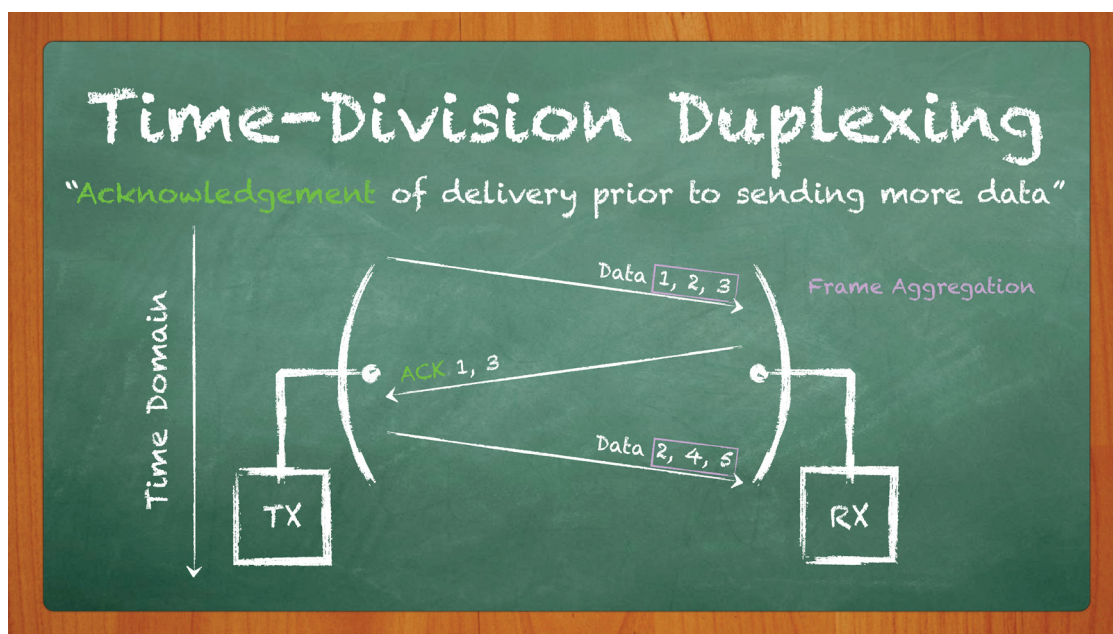 Time-Division Duplexing
"Acknowledgement of delivery prior to sending more data"
Time Domain
Data 1, 2, 3
Frame Aggregation
ACK 1, 3
Data 2, 4, 5
TX
RX